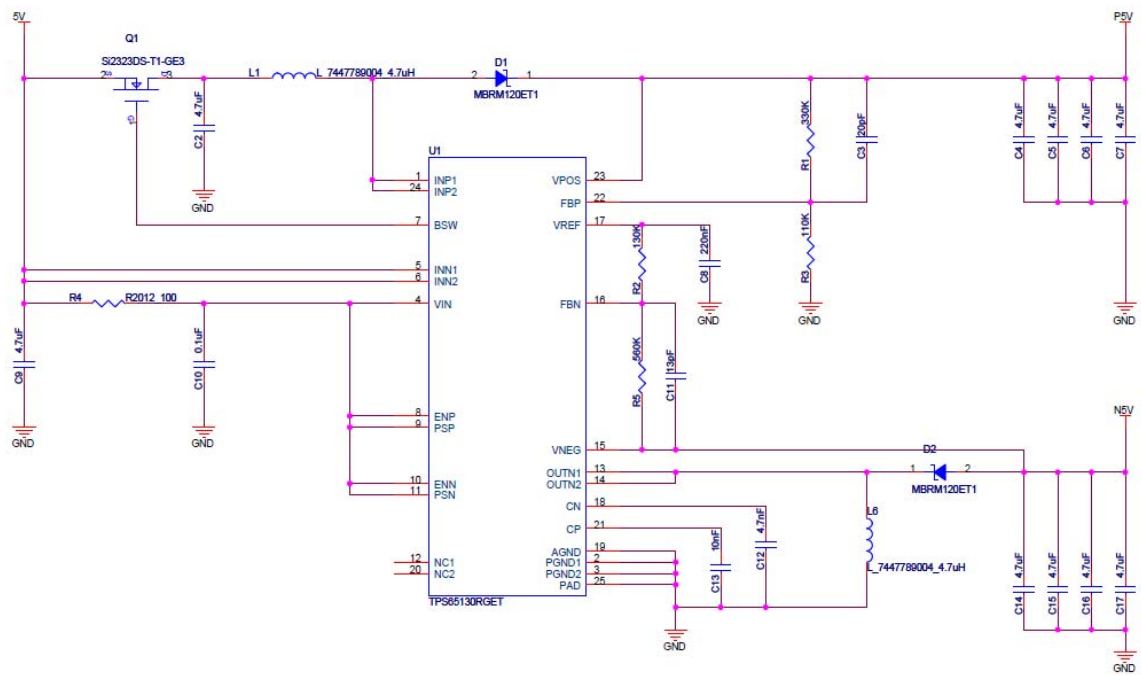 5V
P5V
Q1
Si2323DS-T1-GE3
2
3
1
4.7uF
C2
GND
L1
L_7447789004_4.7uH
D1
2
1
MBRM120ET1
330K
R1
20pF
C3
4.7uF
C4
4.7uF
C5
4.7uF
C6
4.7uF
C7
GND
U1
1
INP1
24
INP2
7
BSW
5
INN1
6
INN2
4
VIN
8
ENP
9
PSP
10
ENN
11
PSN
12
NC1
20
NC2
VPOS
23
FBP
22
VREF
17
FBN
16
VNEG
15
OUTN1
13
OUTN2
14
CN
18
CP
21
AGND
19
PGND1
2
PGND2
3
PAD
25
TPS65130RGET
130K
R2
220nF
C8
GND
110K
R3
GND
R4
R2012_100
4.7uF
C9
GND
0.1uF
C10
GND
560K
R5
13pF
C11
N5V
D2
1
2
MBRM120ET1
4.7nF
C12
10nF
C13
L6
L_7447789004_4.7uH
GND
4.7uF
C14
4.7uF
C15
4.7uF
C16
4.7uF
C17
GND